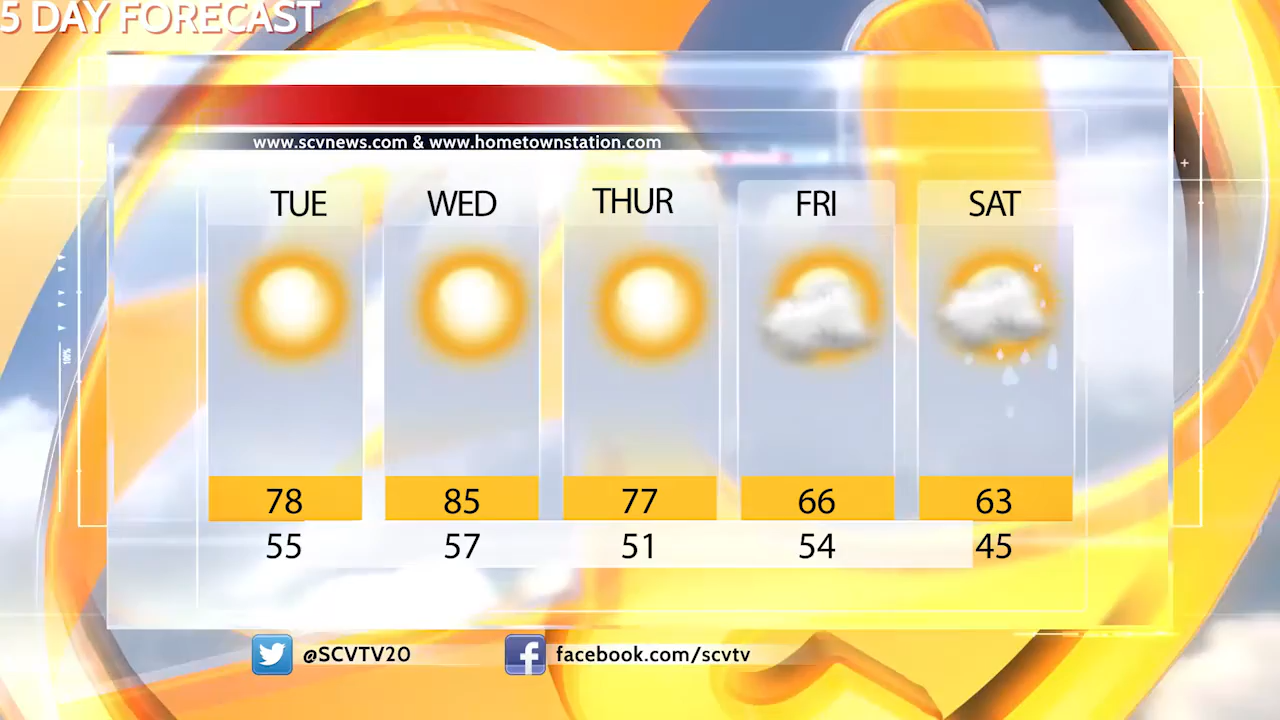 5 DAY FORECAST
www.scvnews.com & www.hometownstation.com
TUE WED THUR FRI SAT
78 85 77 66 63
55 57 51 54 45
100%
@SCVTV20 facebook.com/scvtv